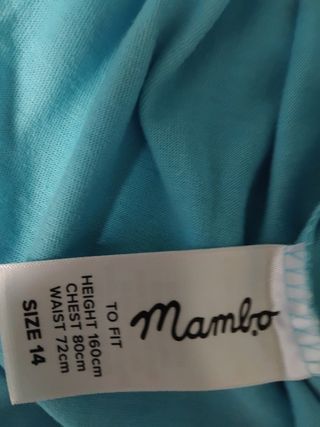 mambo
TO FIT
HEIGHT 160cm
CHEST 80cm
WAIST 72cm
SIZE 14